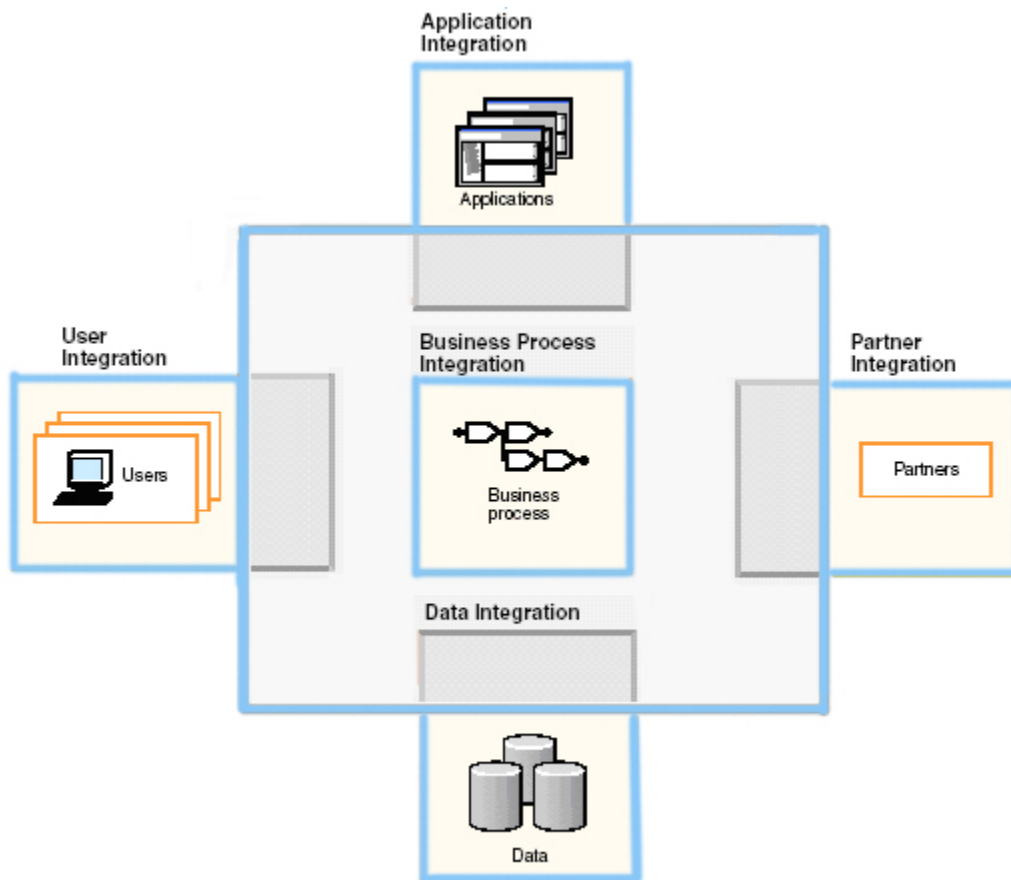 Application
Integration
Applications
User
Integration
Users
Business Process
Integration
Business
process
Partner
Integration
Partners
Data Integration
Data